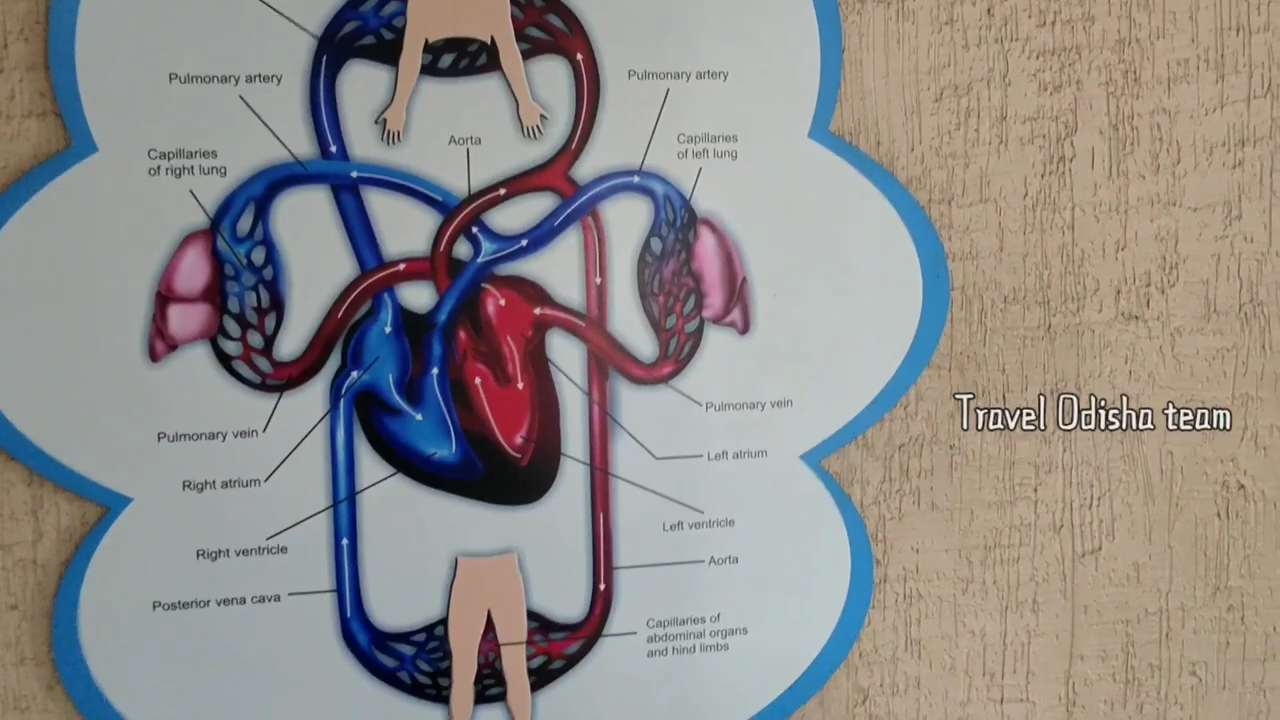 Pulmonary artery
Pulmonary artery
Aorta
Capillaries
of right lung
Capillaries
of left lung
Pulmonary vein
Pulmonary vein
Right atrium
Left atrium
Right ventricle
Left ventricle
Aorta
Posterior vena cava
Capillaries of
abdominal organs
and hind limbs
Travel Odisha team